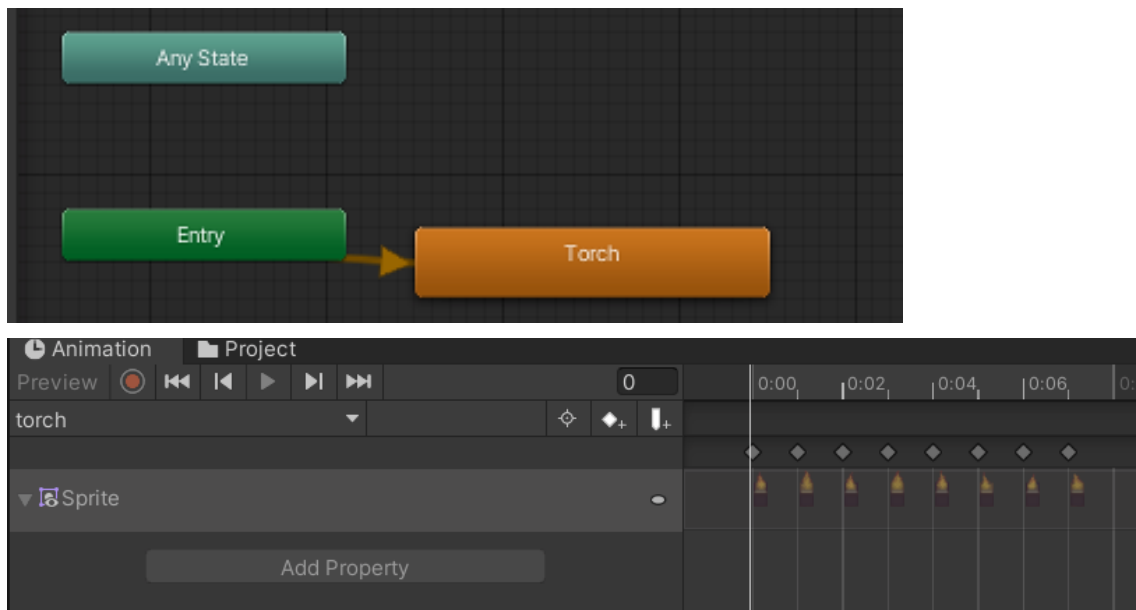 Any State
Entry
Torch
Animation Project
Preview 0 0:00 0:02 0:04 0:06 0:
torch
Sprite
Add Property